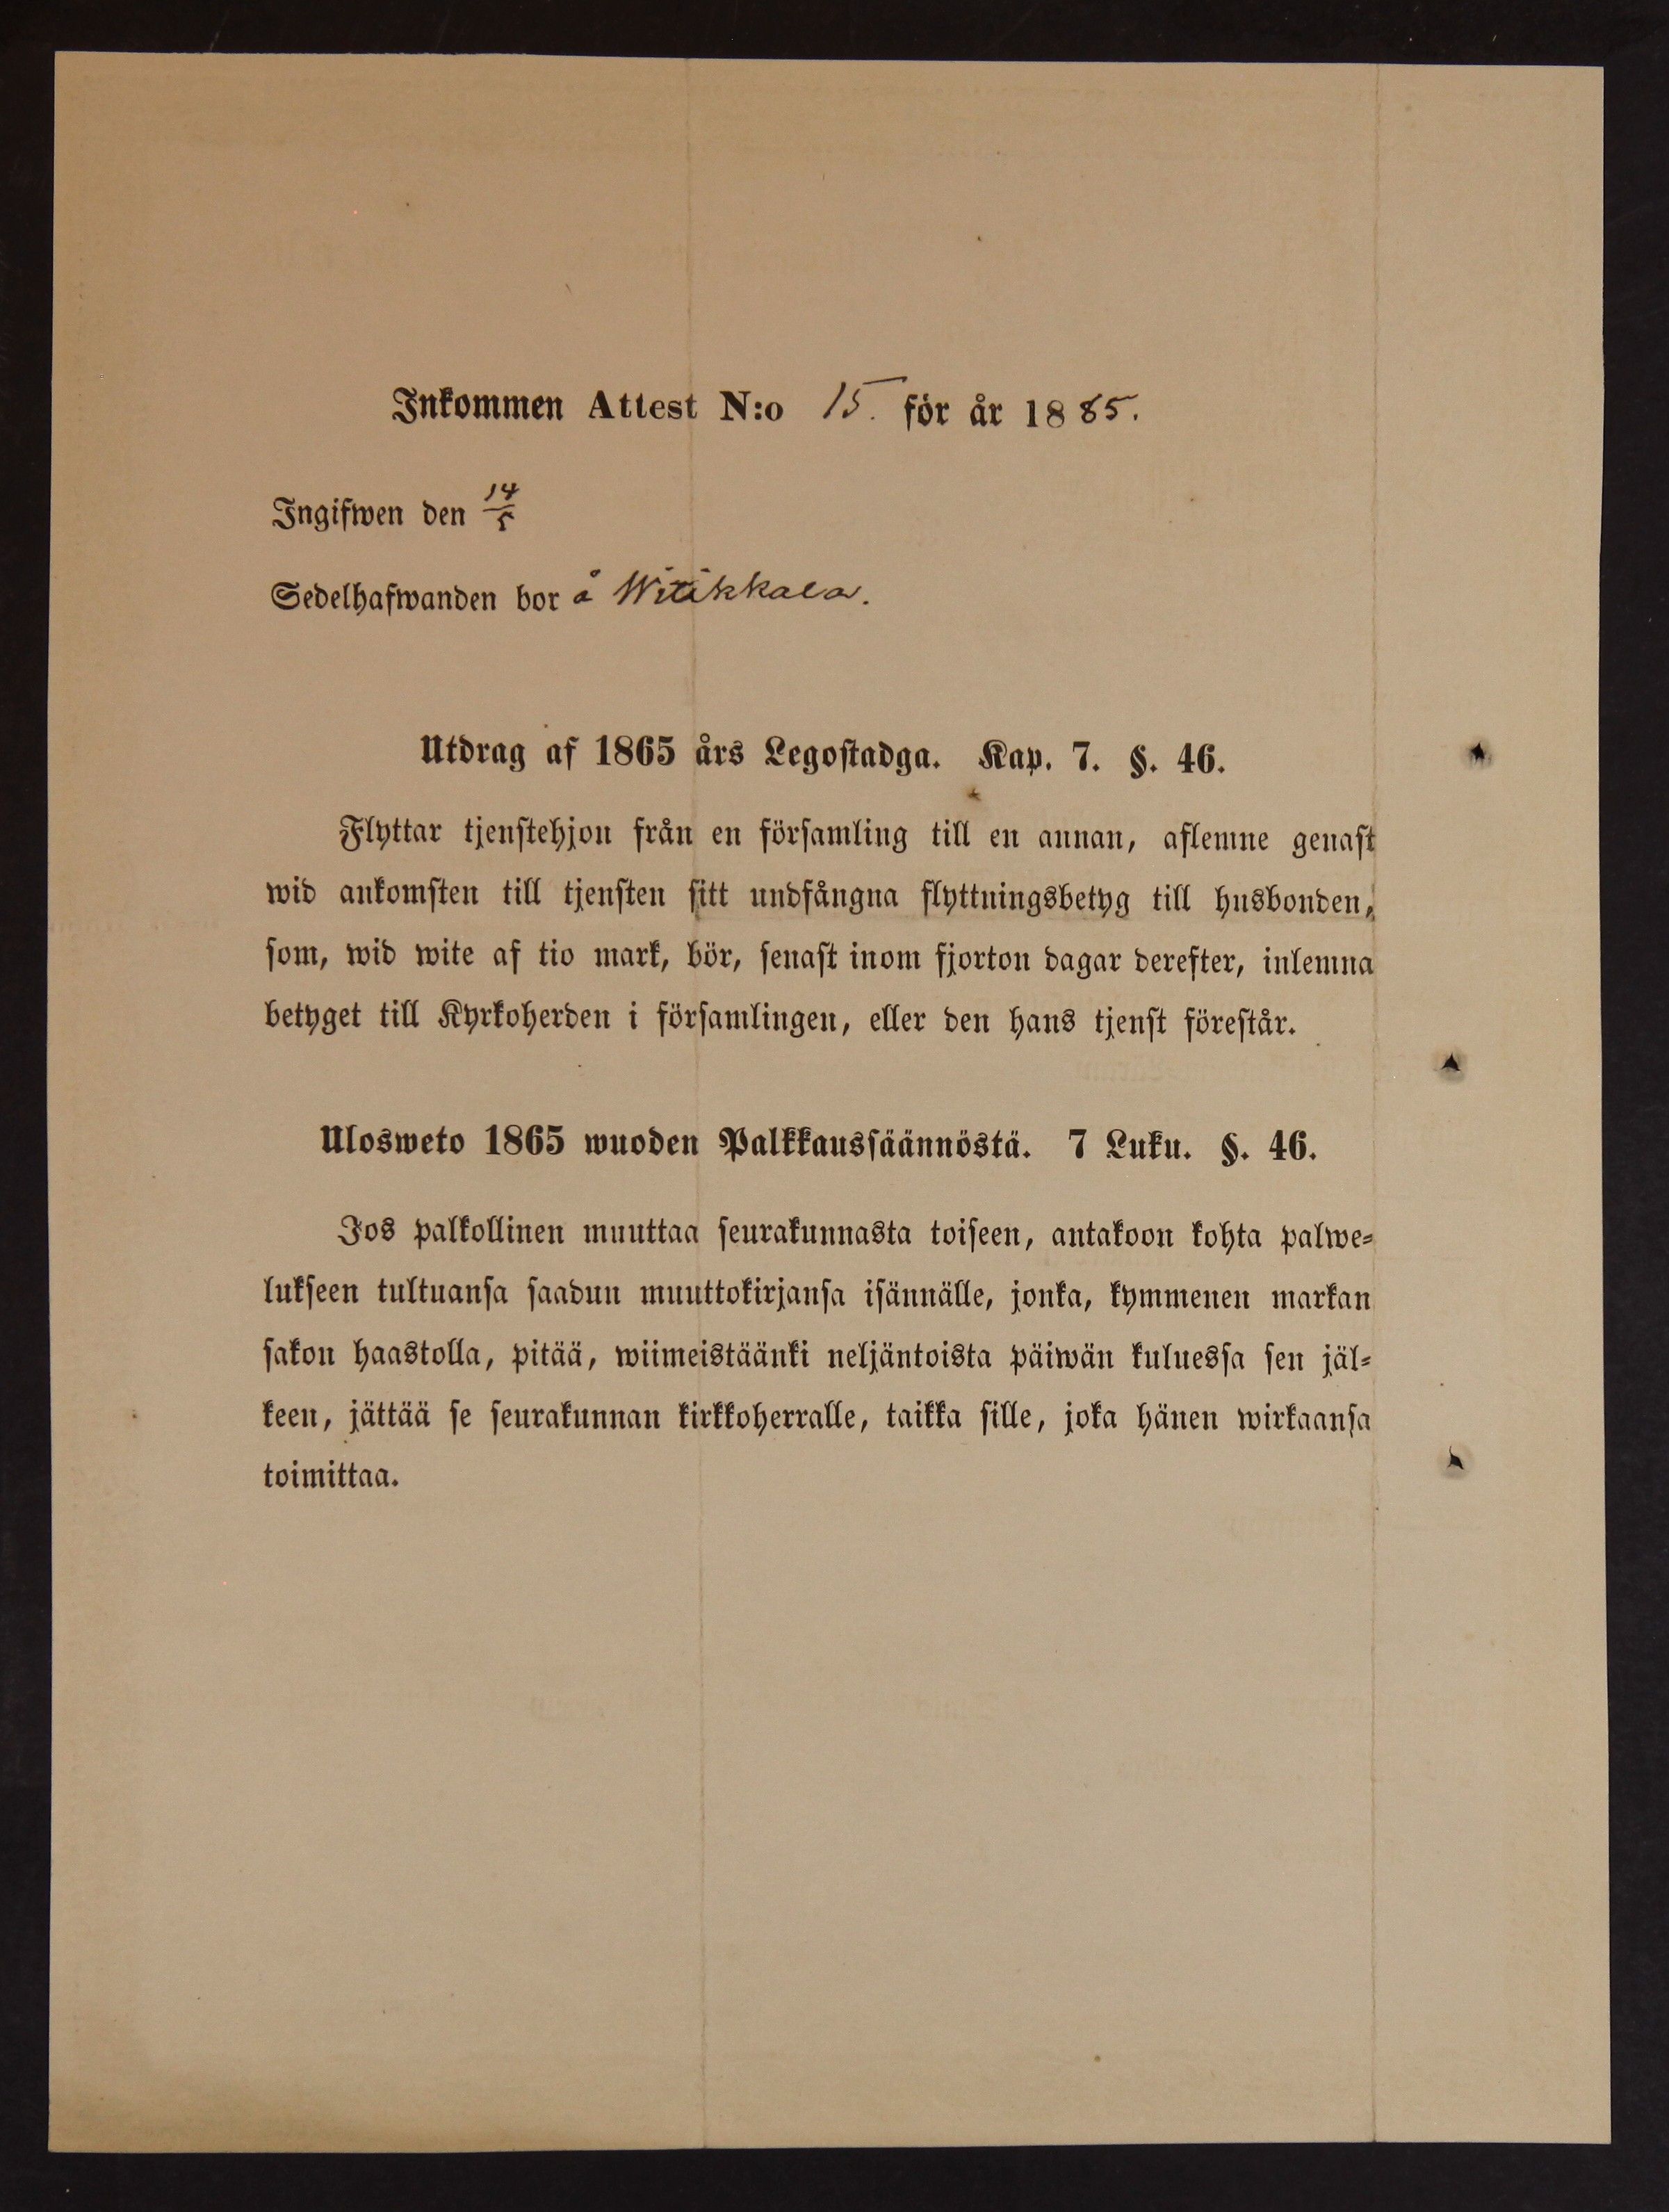 Inkommen Attest N:o 15. för år 1885.
Ingifwen den 14/5
Sedelhafwanden bor å Witikkala.
Utdrag af 1865 års Legostadga. Kap. 7. §. 46.
Flyttar tjenstehjon från en församling till en annan, aflemne genast
wid ankomsten till tjensten sitt undfångna flyttningsbetyg till husbonden,
som, wid wite af tio mark, bör, senast inom fjorton dagar derefter, inlemna
betyget till Kyrkoherden i församlingen, eller den hans tjenst förestår.
Ulosweto 1865 wuoden Palkkaussäännöstä. 7 Luku. §. 46.
Jos palkollinen muuttaa seurakunnasta toiseen, antakoon kohta palwe-
lukseen tultuansa saadun muuttokirjansa isännälle, jonka, kymmenen markan
sakon haastolla, pitää, wiimeistäänki neljäntoista päiwän kuluessa sen jäl-
keen, jättää se seurakunnan kirkkoherralle, taikka sille, joka hänen wirkaansa
toimittaa.